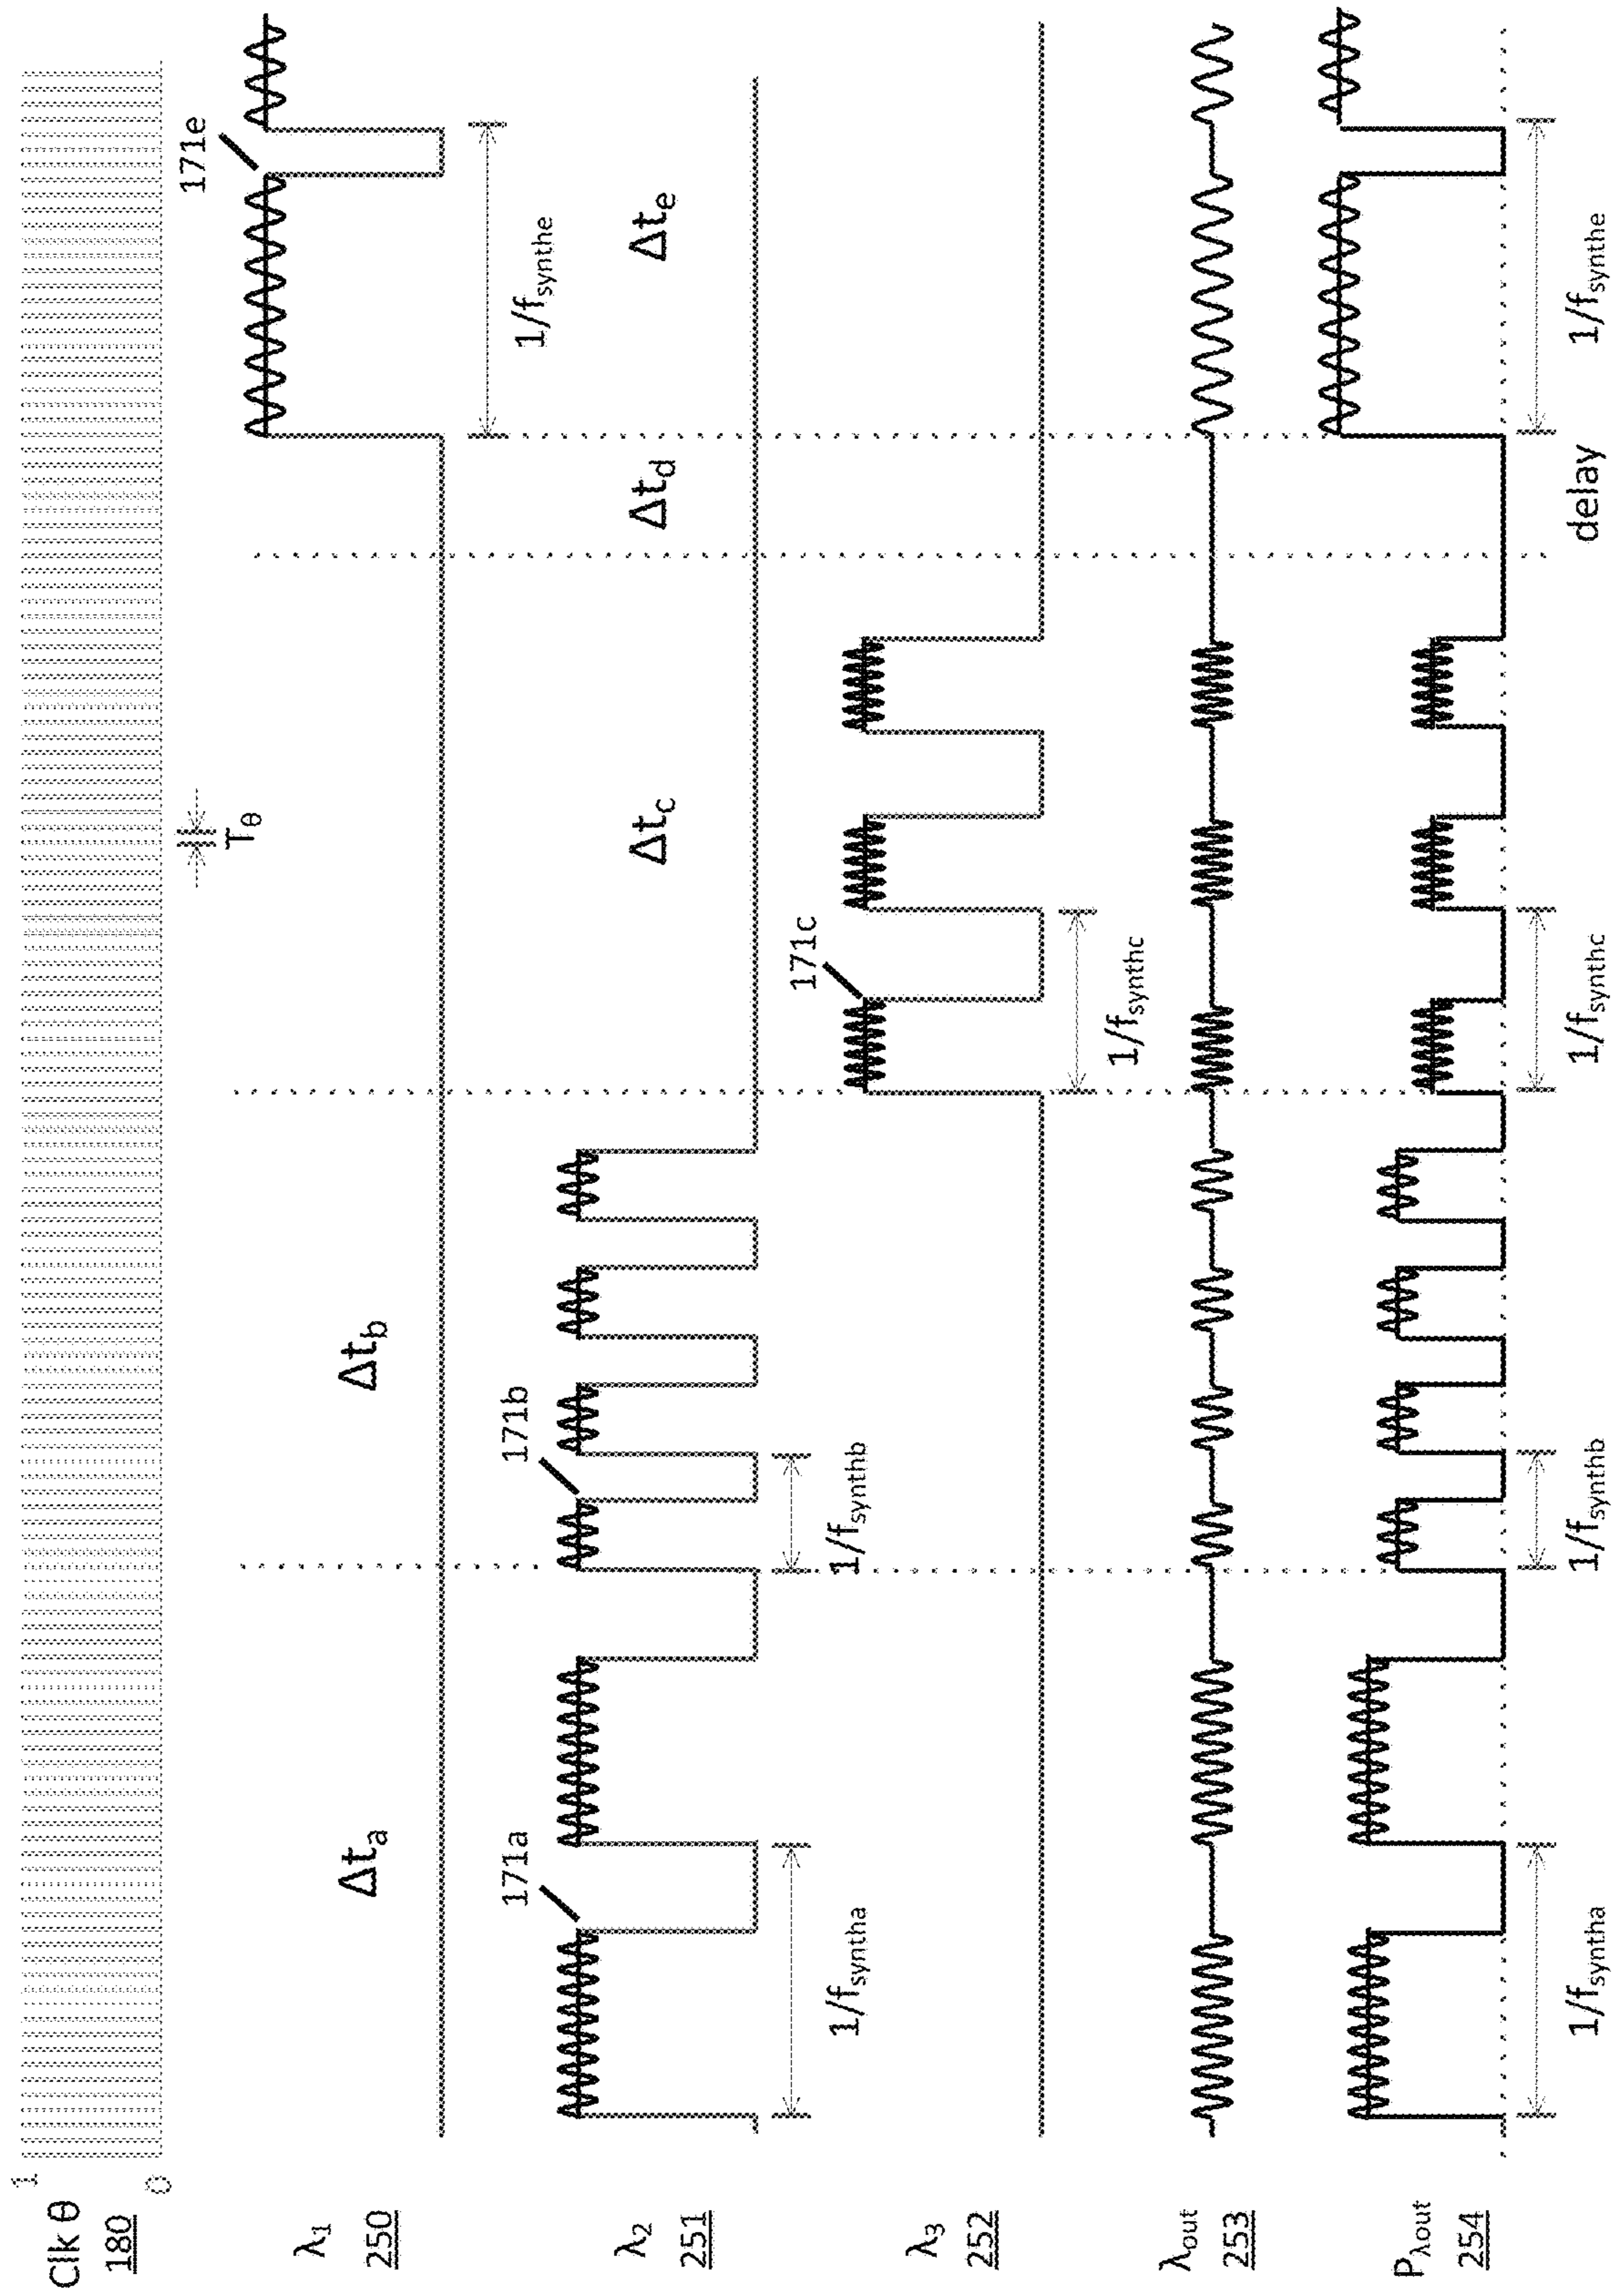 Clk θ
180
1
0
Tθ
λ1
250
Δta
Δtb
171e
1/fsynthe
λ2
251
171a
1/fsyntha
171b
1/fsynthb
Δtc
Δtd
Δte
λ3
252
171c
1/fsynthc
λout
253
Pλout
254
1/fsyntha
1/fsynthb
1/fsynthc
delay
1/fsynthe